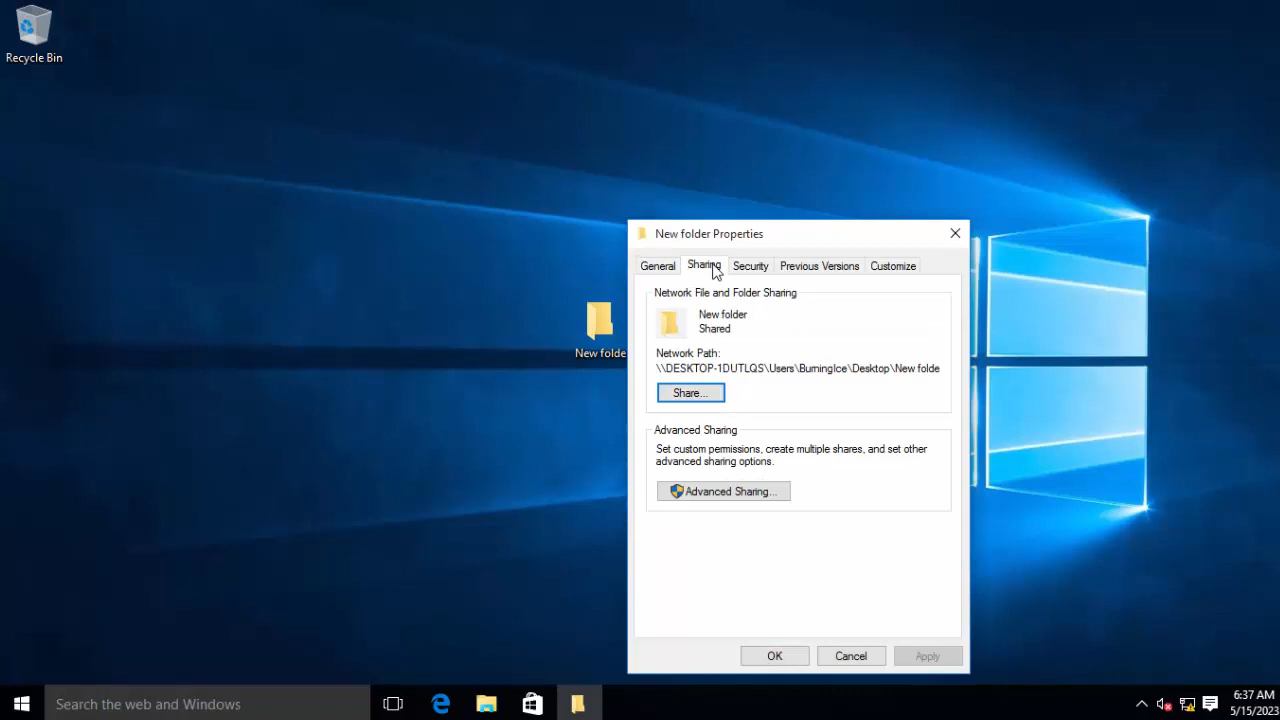 Recycle Bin
New folder Properties
General Sharing Security Previous Versions Customize
Network File and Folder Sharing
New folder
Shared
New folde
Network Path:
\\DESKTOP-1DUTLQS\Users\BurningIce\Desktop\New folde
Share...
Advanced Sharing
Set custom permissions, create multiple shares, and set other
advanced sharing options.
Advanced Sharing...
OK Cancel Apply
Search the web and Windows
6:37 AM
5/15/2023